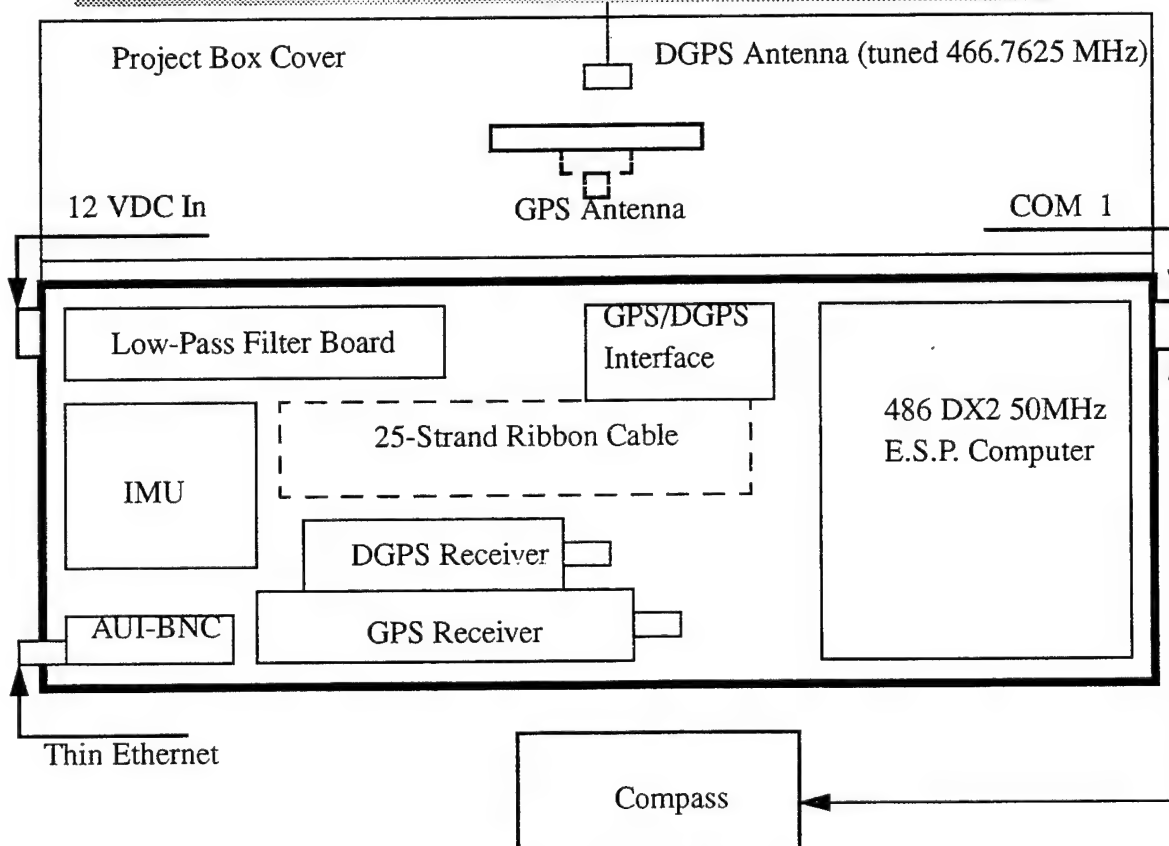 Project Box Cover
DGPS Antenna (tuned 466.7625 MHz)
12 VDC In
GPS Antenna
COM 1
Low-Pass Filter Board
GPS/DGPS
Interface
25-Strand Ribbon Cable
486 DX2 50MHz
E.S.P. Computer
IMU
DGPS Receiver
AUI-BNC
GPS Receiver
Thin Ethernet
Compass